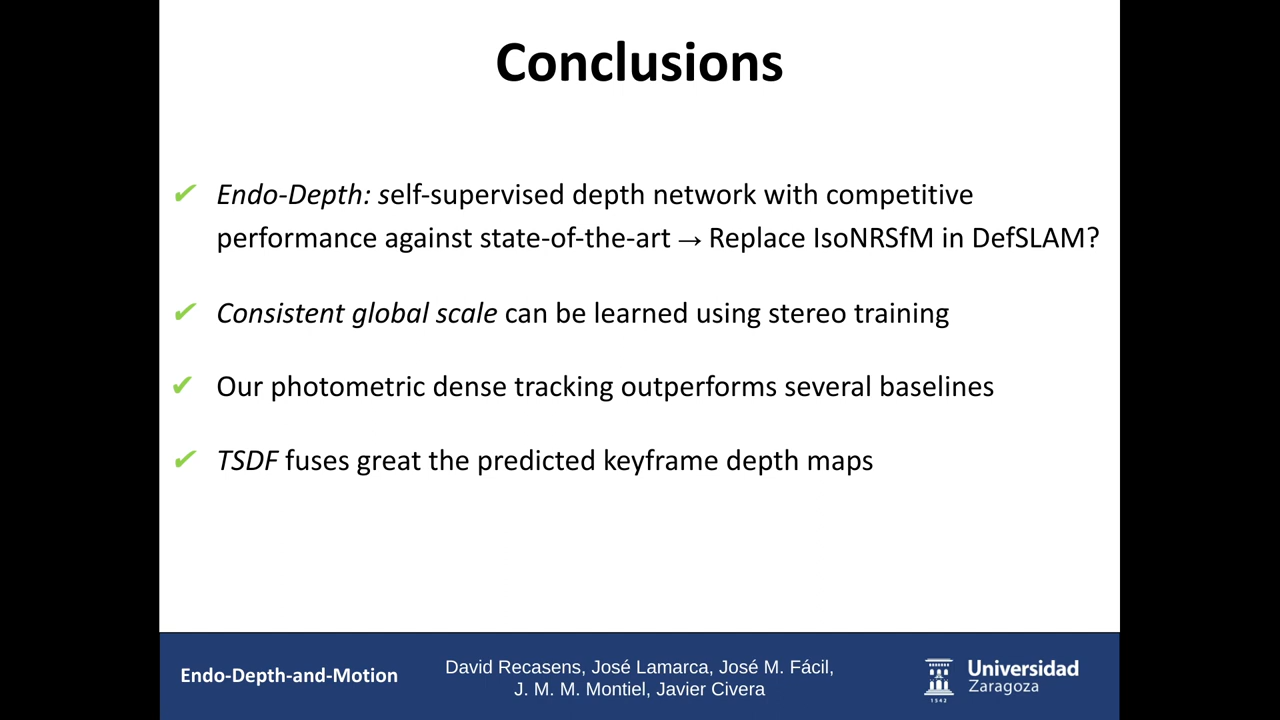 Conclusions
✔ Endo-Depth: self-supervised depth network with competitive
performance against state-of-the-art → Replace IsoNRSfM in DefSLAM?
✔ Consistent global scale can be learned using stereo training
✔ Our photometric dense tracking outperforms several baselines
✔ TSDF fuses great the predicted keyframe depth maps
Endo-Depth-and-Motion
David Recasens, José Lamarca, José M. Fácil,
J. M. M. Montiel, Javier Civera
Universidad
Zaragoza
1542